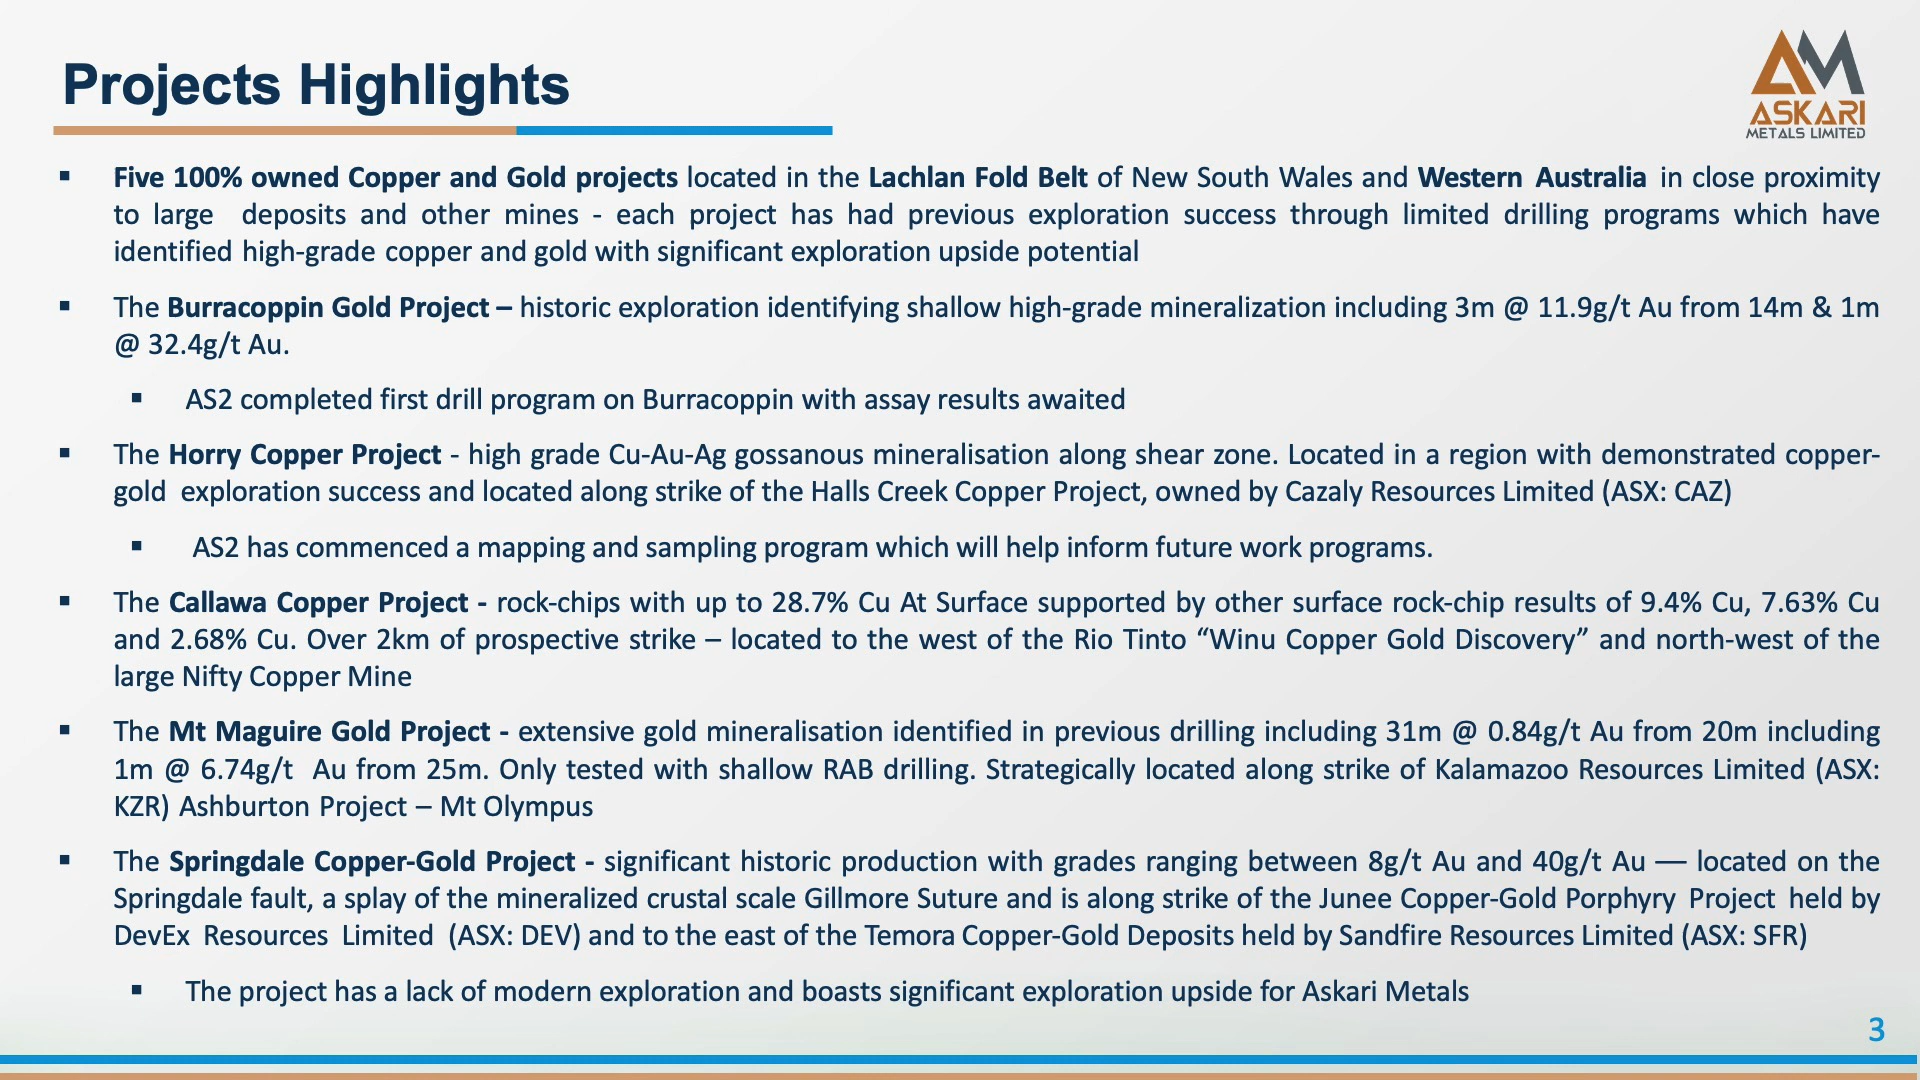 Projects Highlights
ASKARI
METALS LIMITED
▪ Five 100% owned Copper and Gold projects located in the Lachlan Fold Belt of New South Wales and Western Australia in close proximity
to large deposits and other mines - each project has had previous exploration success through limited drilling programs which have
identified high-grade copper and gold with significant exploration upside potential
▪ The Burracoppin Gold Project – historic exploration identifying shallow high-grade mineralization including 3m @ 11.9g/t Au from 14m & 1m
@ 32.4g/t Au.
▪ AS2 completed first drill program on Burracoppin with assay results awaited
▪ The Horry Copper Project - high grade Cu-Au-Ag gossanous mineralisation along shear zone. Located in a region with demonstrated copper-
gold exploration success and located along strike of the Halls Creek Copper Project, owned by Cazaly Resources Limited (ASX: CAZ)
▪ AS2 has commenced a mapping and sampling program which will help inform future work programs.
▪ The Callawa Copper Project - rock-chips with up to 28.7% Cu At Surface supported by other surface rock-chip results of 9.4% Cu, 7.63% Cu
and 2.68% Cu. Over 2km of prospective strike – located to the west of the Rio Tinto “Winu Copper Gold Discovery” and north-west of the
large Nifty Copper Mine
▪ The Mt Maguire Gold Project - extensive gold mineralisation identified in previous drilling including 31m @ 0.84g/t Au from 20m including
1m @ 6.74g/t Au from 25m. Only tested with shallow RAB drilling. Strategically located along strike of Kalamazoo Resources Limited (ASX:
KZR) Ashburton Project – Mt Olympus
▪ The Springdale Copper-Gold Project - significant historic production with grades ranging between 8g/t Au and 40g/t Au — located on the
Springdale fault, a splay of the mineralized crustal scale Gillmore Suture and is along strike of the Junee Copper-Gold Porphyry Project held by
DevEx Resources Limited (ASX: DEV) and to the east of the Temora Copper-Gold Deposits held by Sandfire Resources Limited (ASX: SFR)
▪ The project has a lack of modern exploration and boasts significant exploration upside for Askari Metals
3